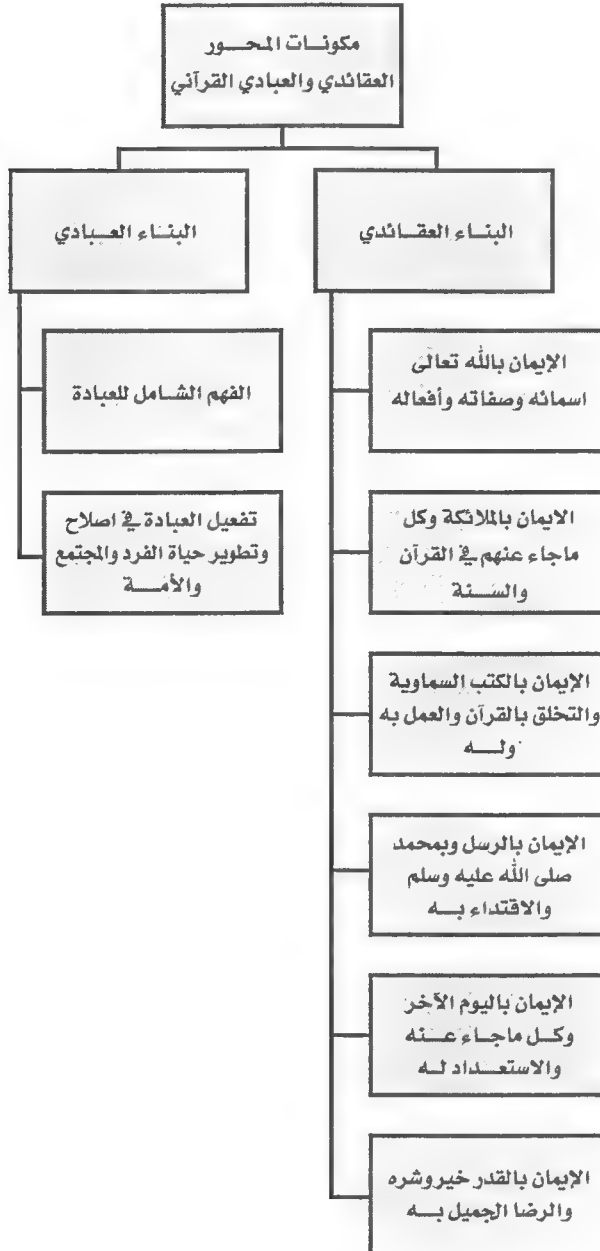 مكونات المحور
العقائدي والعبادي القرآني
البناء العقائدي
البناء العبادي
الإيمان بالله تعالى
اسمائه وصفاته وأفعاله
الايمان بالملائكة وكل
ماجاء عنهم في القرآن
والسنة
الإيمان بالكتب السماوية
والتخلق بالقرآن والعمل به
وله
الإيمان بالرسل وبمحمد
صلى الله عليه وسلم
والاقتداء به
الإيمان باليوم الآخر
وكل ماجاء عنه
والاستعداد له
الإيمان بالقدر خيروشره
والرضا الجميل به
الفهم الشامل للعبادة
تفعيل العبادة في اصلاح
وتطوير حياة الفرد والمجتمع
والأمة